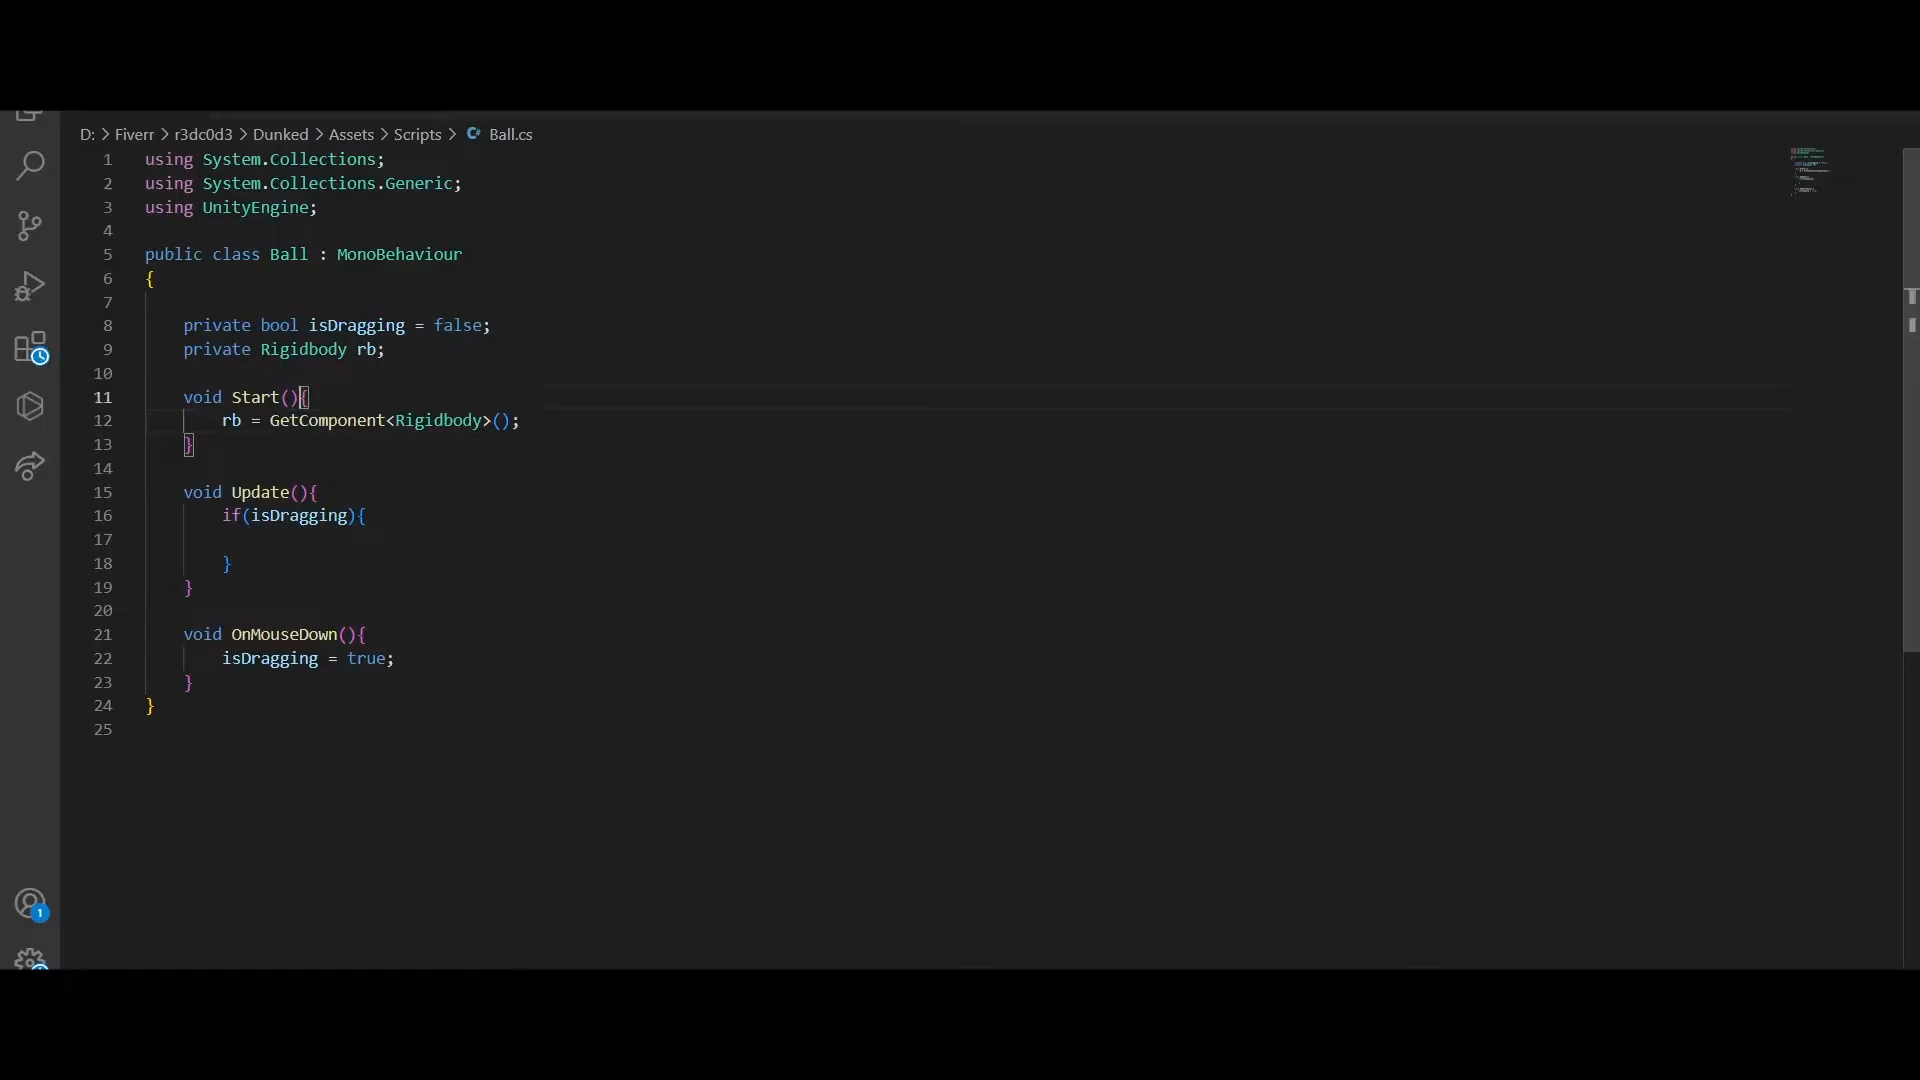 D: > Fiverr > r3dc0d3 > Dunked > Assets > Scripts > C# Ball.cs
1 using System.Collections;
2 using System.Collections.Generic;
3 using UnityEngine;
4
5 public class Ball : MonoBehaviour
6 {
7
8     private bool isDragging = false;
9     private Rigidbody rb;
10
11     void Start(){
12         rb = GetComponent<Rigidbody>();
13     }
14
15     void Update(){
16         if(isDragging){
17
18         }
19     }
20
21     void OnMouseDown(){
22         isDragging = true;
23     }
24 }
25
1